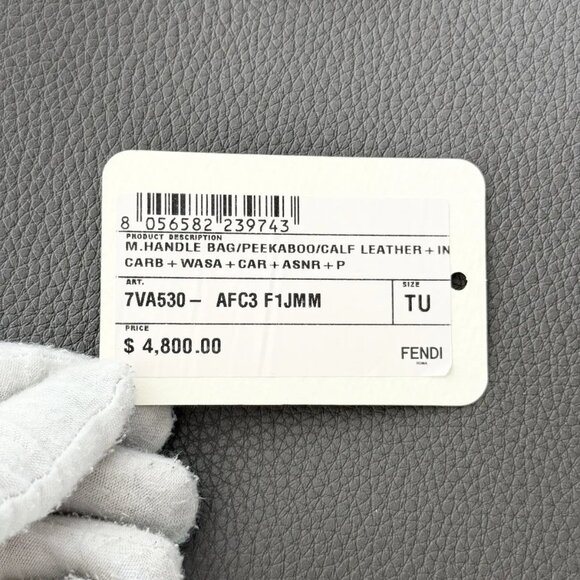 8 056582 239743
PRODUCT DESCRIPTION
M.HANDLE BAG/PEEKABOO/CALF LEATHER+IN
CARB+WASA+CAR+ASNR+P
ART.
7VA530- AFC3 F1JMM
SIZE
TU
PRICE
$ 4,800.00
FENDI
ROMA